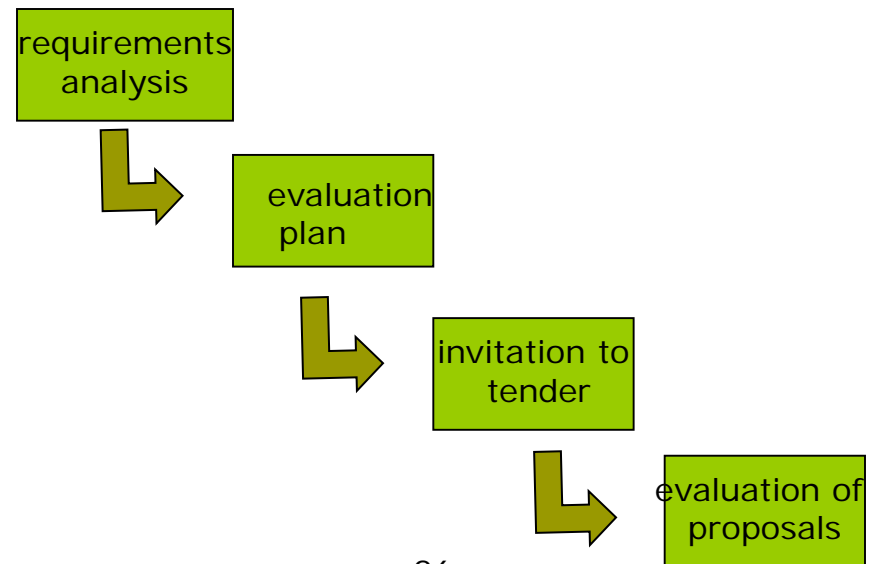 requirements
analysis
evaluation
plan
invitation to
tender
evaluation of
proposals